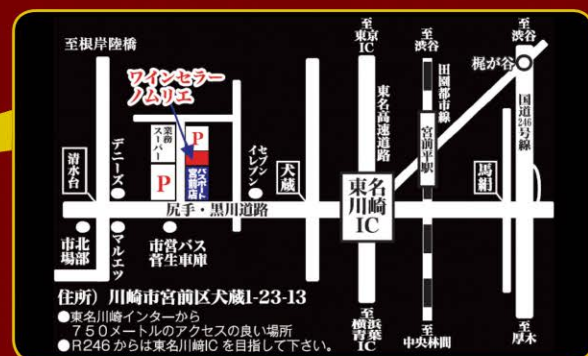 至根岸陸橋
至東京IC
至渋谷
至渋谷
ワインセラー
ノムリエ
梶が谷
田園都市線
東名高速道路
国道246号線
デニーズ
業務スーパー
P
P
パスポート宮前店
セブンイレブン
清水台
犬蔵
宮前平駅
馬絹
東名川崎IC
尻手・黒川道路
北部市場
マルエツ
市営バス
菅生車庫
住所）川崎市宮前区犬蔵1-23-13
●東名川崎インターから
７５０メートルのアクセスの良い場所
●R246からは東名川崎ICを目指して下さい。
至横浜青葉IC
至中央林間
至厚木